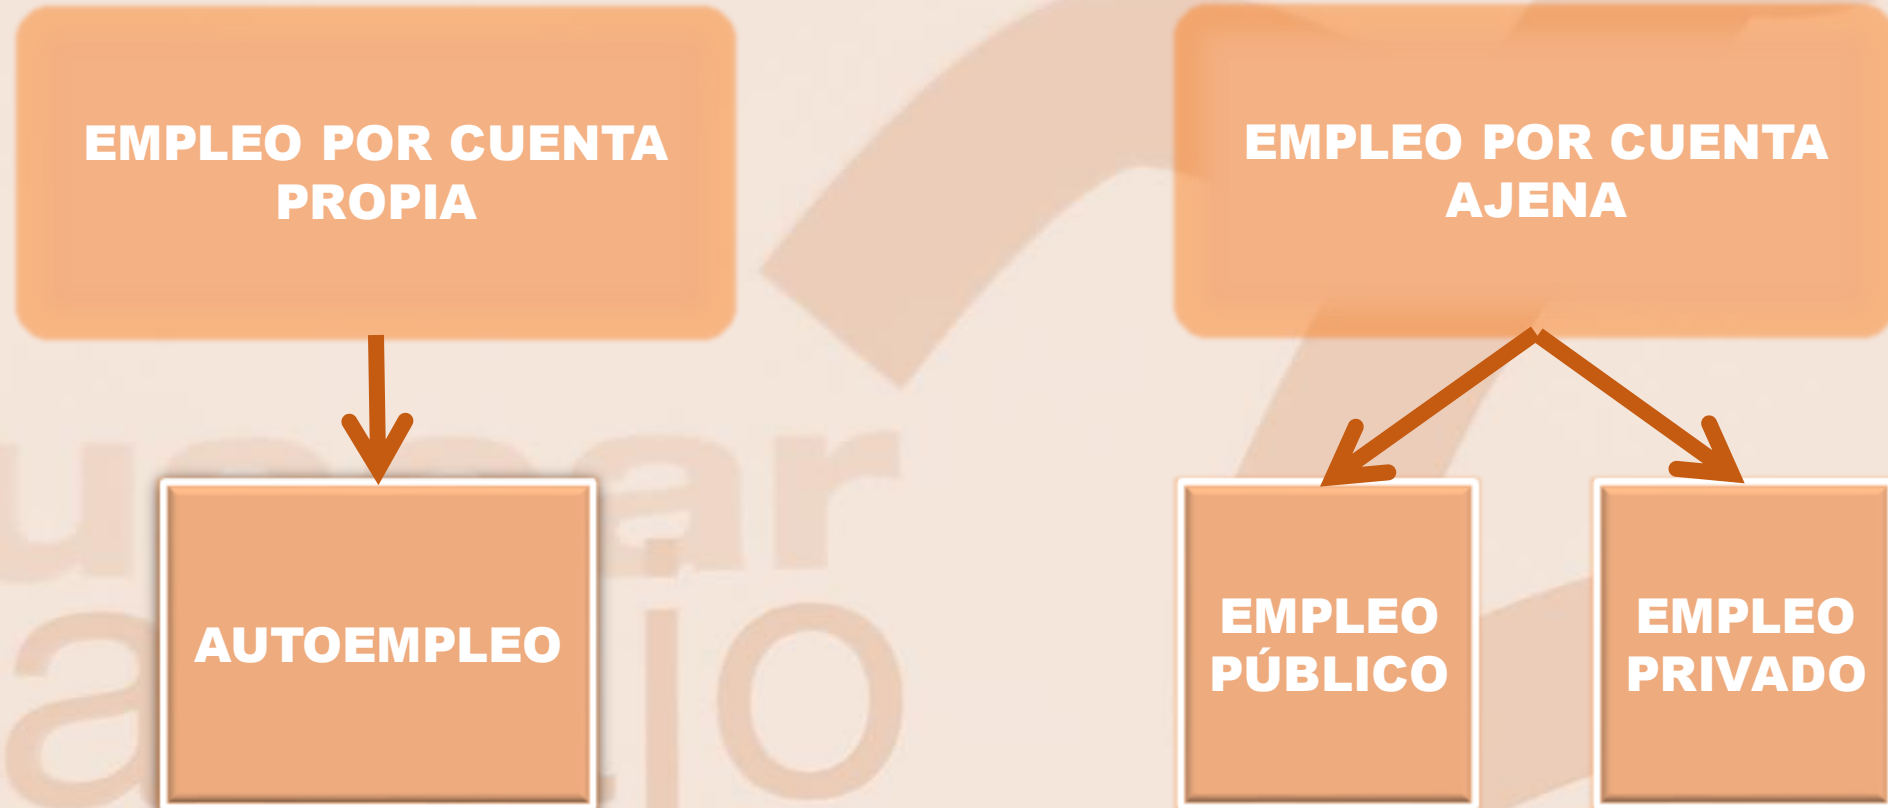 EMPLEO POR CUENTA
PROPIA
EMPLEO POR CUENTA
AJENA
AUTOEMPLEO
EMPLEO
PÚBLICO
EMPLEO
PRIVADO